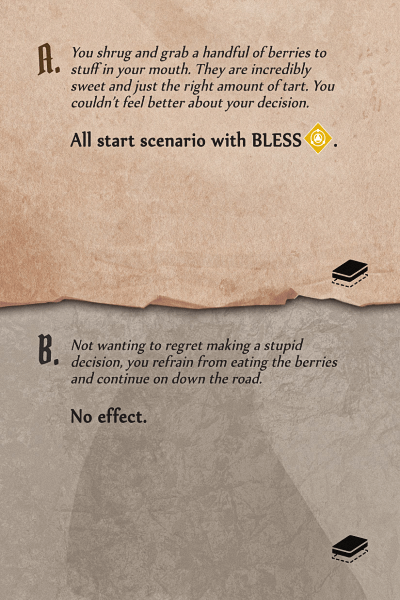 A. You shrug and grab a handful of berries to
stuff in your mouth. They are incredibly
sweet and just the right amount of tart. You
couldn't feel better about your decision.
All start scenario with BLESS.
B. Not wanting to regret making a stupid
decision, you refrain from eating the berries
and continue on down the road.
No effect.